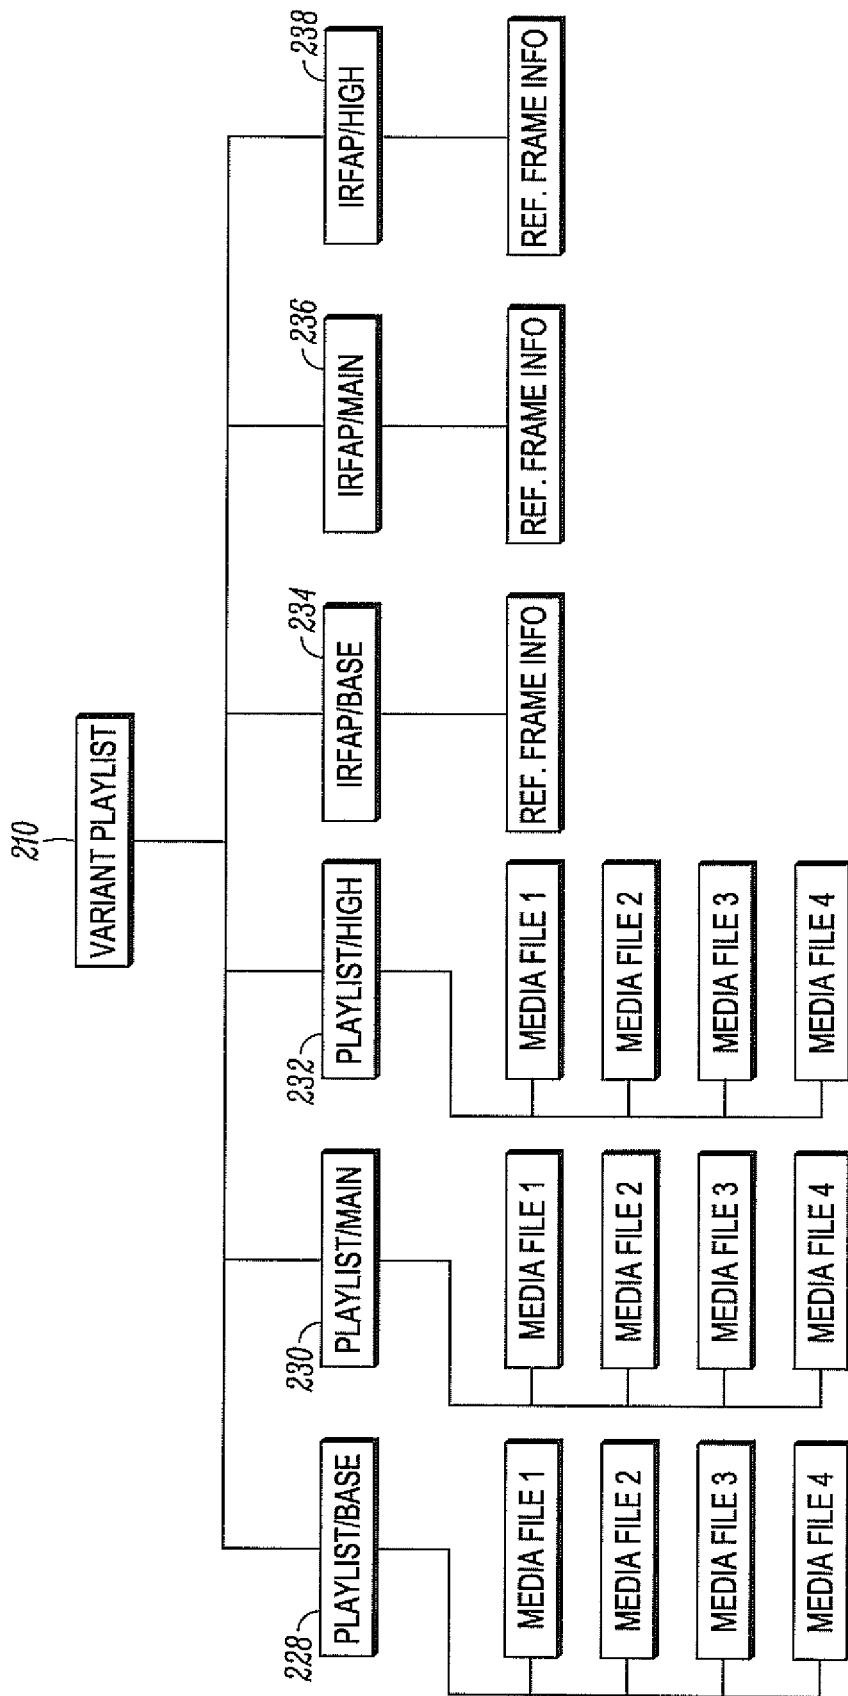 210
VARIANT PLAYLIST
228
PLAYLIST/BASE
MEDIA FILE 1
MEDIA FILE 2
MEDIA FILE 3
MEDIA FILE 4
230
PLAYLIST/MAIN
MEDIA FILE 1
MEDIA FILE 2
MEDIA FILE 3
MEDIA FILE 4
232
PLAYLIST/HIGH
MEDIA FILE 1
MEDIA FILE 2
MEDIA FILE 3
MEDIA FILE 4
234
IRFAP/BASE
REF. FRAME INFO
236
IRFAP/MAIN
REF. FRAME INFO
238
IRFAP/HIGH
REF. FRAME INFO